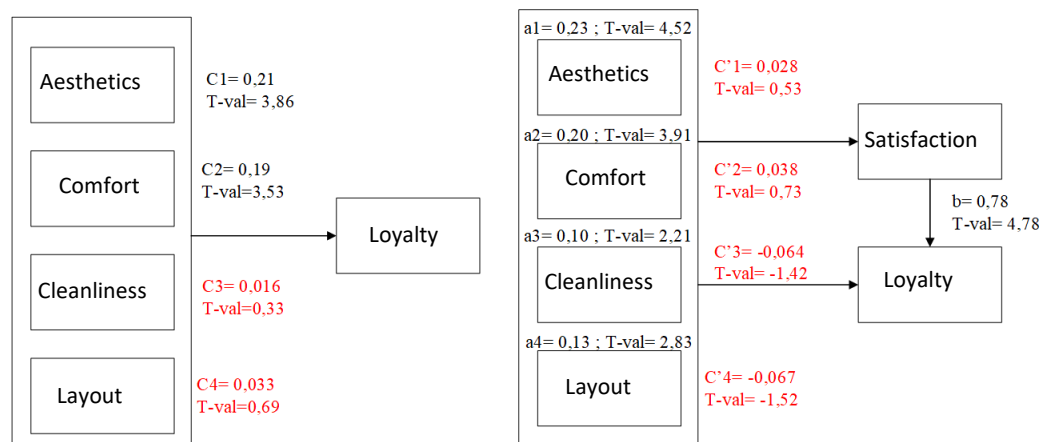 Aesthetics
C1= 0,21
T-val= 3,86
Comfort
C2= 0,19
T-val=3,53
Loyalty
Cleanliness
C3= 0,016
T-val=0,33
Layout
C4= 0,033
T-val=0,69
a1= 0,23 ; T-val= 4,52
Aesthetics
C’1= 0,028
T-val= 0,53
a2= 0,20 ; T-val= 3,91
Satisfaction
Comfort
C’2= 0,038
T-val= 0,73
b= 0,78
T-val= 4,78
a3= 0,10 ; T-val= 2,21
Cleanliness
C’3= -0,064
T-val= -1,42
Loyalty
a4= 0,13 ; T-val= 2,83
Layout
C’4= -0,067
T-val= -1,52